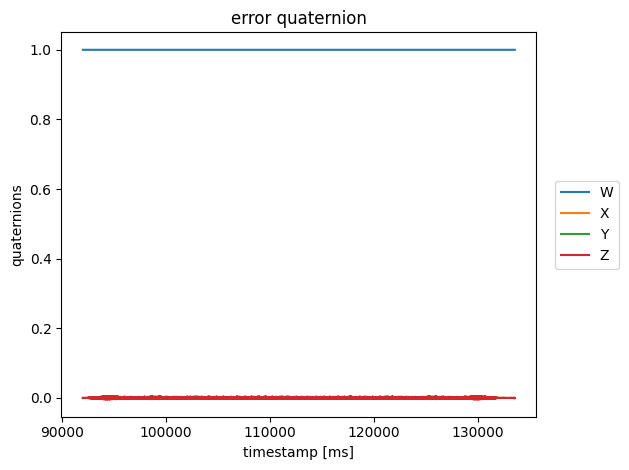 error quaternion
1.0
0.8
0.6
0.4
0.2
0.0
quaternions
90000 100000 110000 120000 130000
timestamp [ms]
W
X
Y
Z